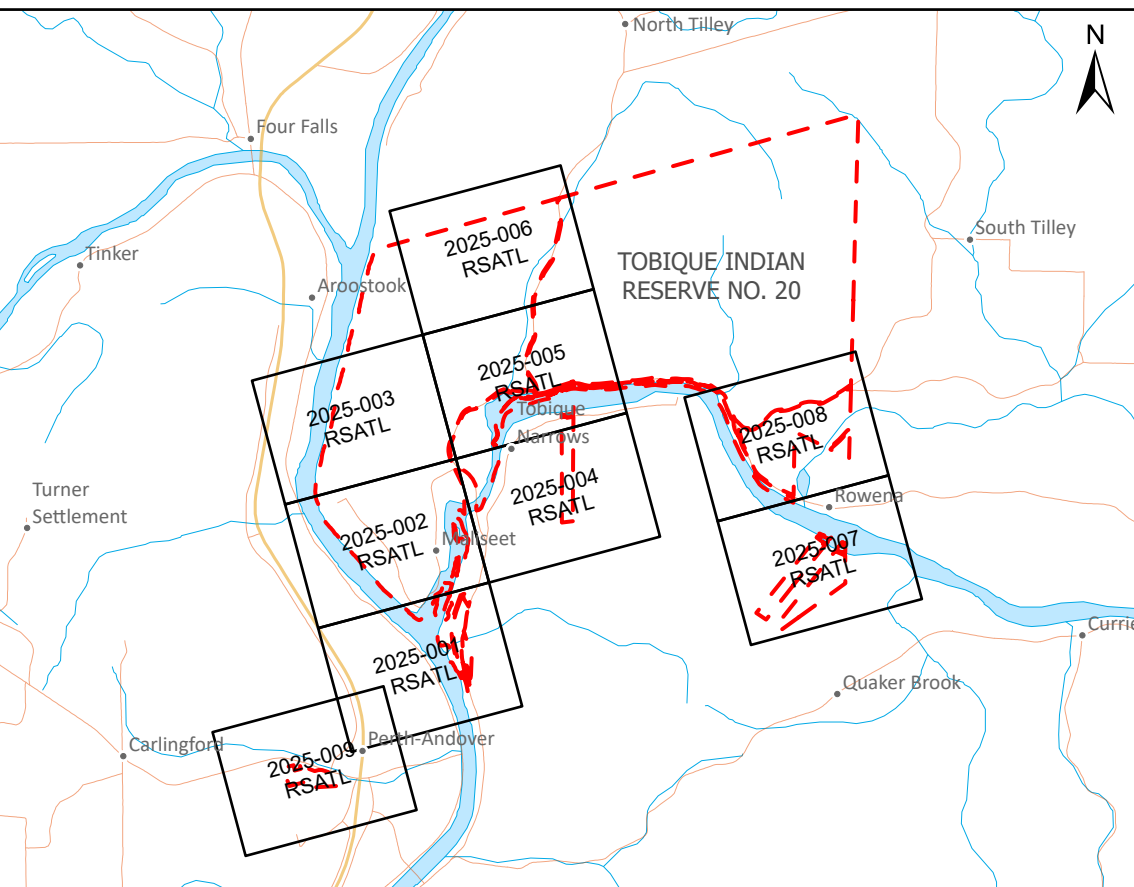 North Tilley
N
Four Falls
South Tilley
Tinker
2025-006
RSATL
TOBIQUE INDIAN
RESERVE NO. 20
Aroostook
2025-005
RSATL
2025-003
RSATL
Tobique
Narrows
2025-008
RSATL
Turner
Settlement
2025-004
RSATL
Rowena
2025-002
RSATL
Maliseet
2025-007
RSATL
Currie
2025-001
RSATL
Quaker Brook
Perth-Andover
Carlingford
2025-009
RSATL